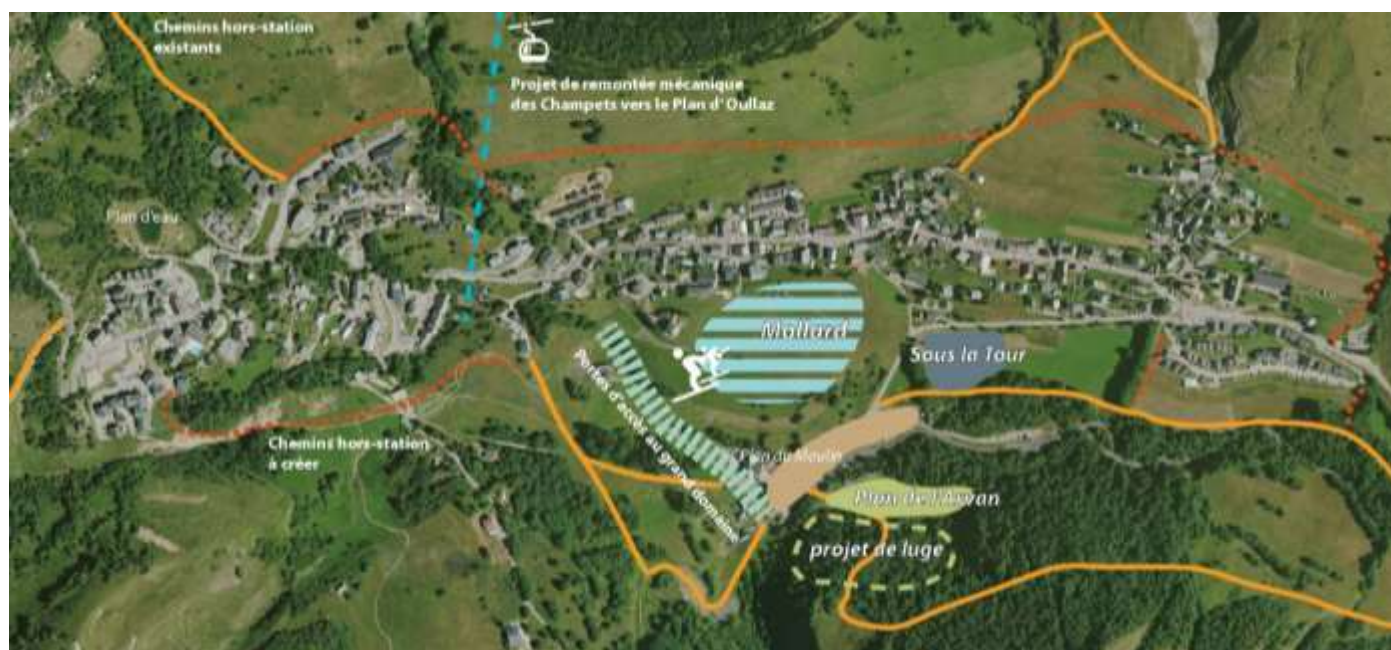 Chemins hors-station
existants
Projet de remontée mécanique
des Champets vers le Plan d'Oullaz
Plan d'eau
Mollard
Sous la Tour
Portes d'accès au grand domaine
Chemins hors-station
à créer
Plan du Moulin
Plan de l'Arvan
projet de luge